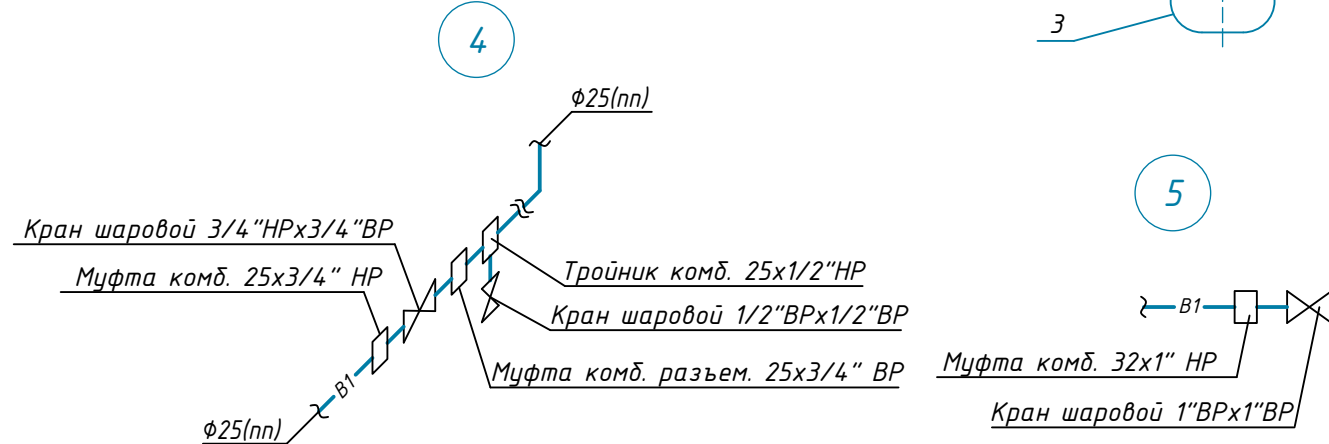 4
3
Ф25(пп)
5
Кран шаровой 3/4"НРх3/4"ВР
Муфта комб. 25х3/4" НР
Тройник комб. 25х1/2"НР
Кран шаровой 1/2"ВРх1/2"ВР
В1
Муфта комб. разъем. 25х3/4" ВР
Муфта комб. 32х1" НР
В1
Кран шаровой 1"ВРх1"ВР
Ф25(пп)